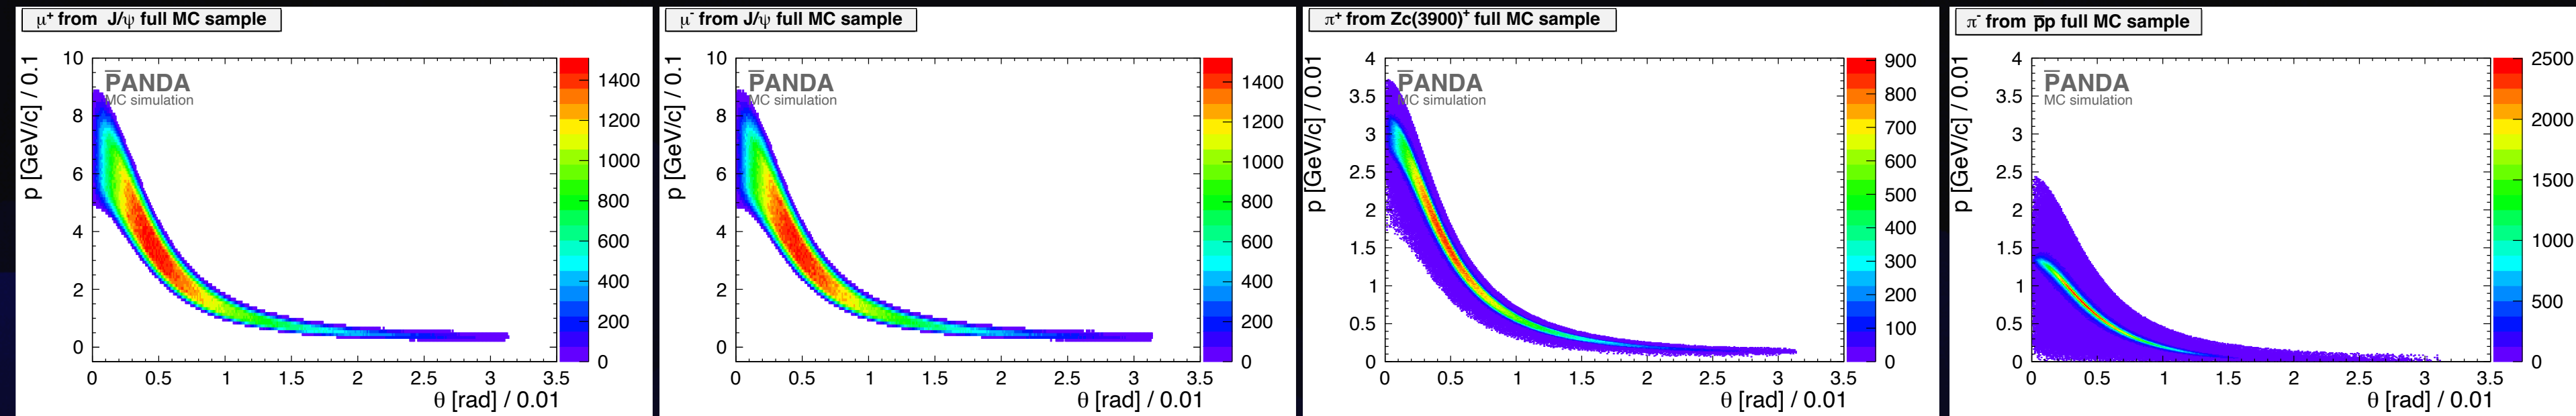 μ⁺ from J/ψ full MC sample
p [GeV/c] / 0.1
10
8
6
4
2
0
P̅ANDA
MC simulation
1400
1200
1000
800
600
400
200
0
0 0.5 1 1.5 2 2.5 3 3.5
θ [rad] / 0.01
μ⁻ from J/ψ full MC sample
p [GeV/c] / 0.1
10
8
6
4
2
0
P̅ANDA
MC simulation
1400
1200
1000
800
600
400
200
0
0 0.5 1 1.5 2 2.5 3 3.5
θ [rad] / 0.01
π⁺ from Zc(3900)⁺ full MC sample
p [GeV/c] / 0.01
4
3.5
3
2.5
2
1.5
1
0.5
0
P̅ANDA
MC simulation
900
800
700
600
500
400
300
200
100
0
0 0.5 1 1.5 2 2.5 3 3.5
θ [rad] / 0.01
π⁻ from p̅p full MC sample
p [GeV/c] / 0.01
4
3.5
3
2.5
2
1.5
1
0.5
0
P̅ANDA
MC simulation
2500
2000
1500
1000
500
0
0 0.5 1 1.5 2 2.5 3 3.5
θ [rad] / 0.01